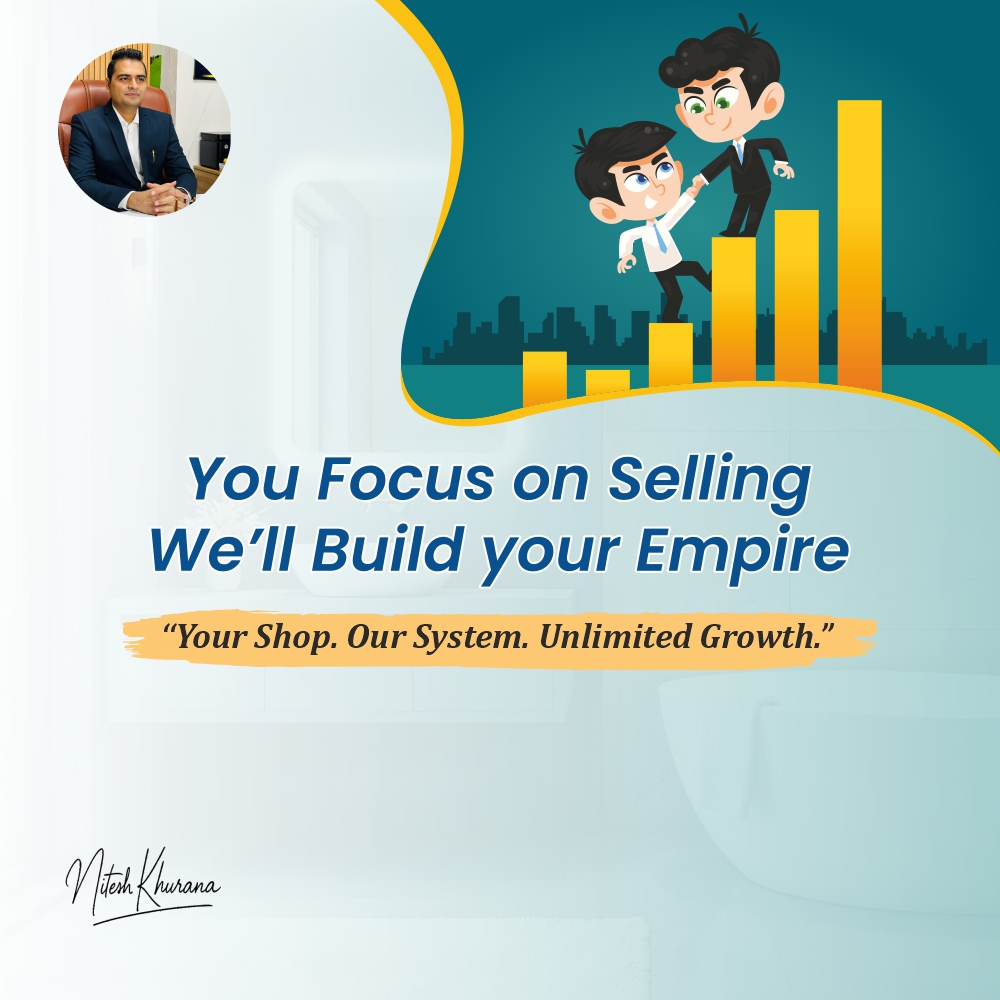 You Focus on Selling
We’ll Build your Empire
“Your Shop. Our System. Unlimited Growth.”
Nitesh Khurana